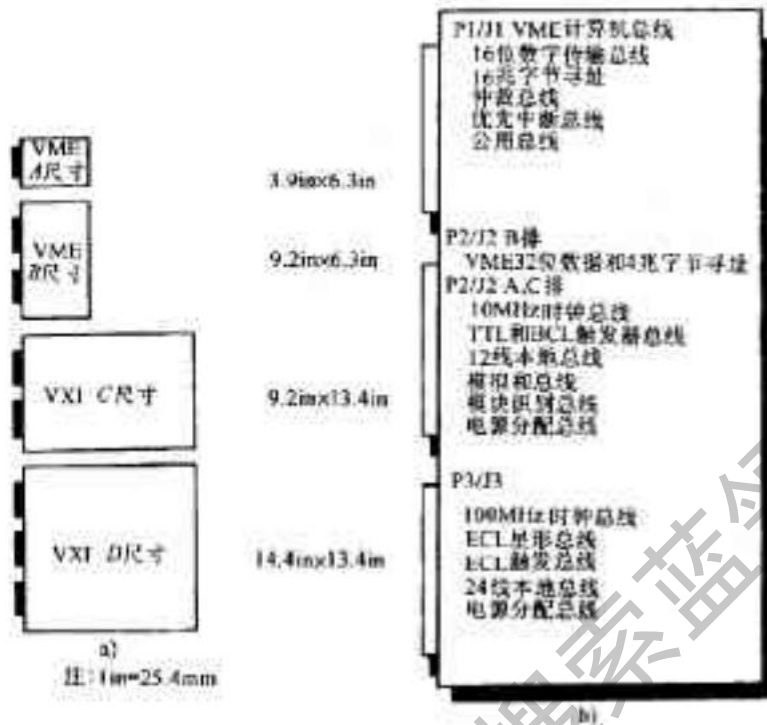 VME
A尺寸
3.9in×6.3in
VME
B尺寸
9.2in×6.3in
VXI C尺寸
9.2in×13.4in
VXI D尺寸
14.4in×13.4in
a)
注:1in=25.4mm
P1/J1 VME计算机总线
16位数字传输总线
16兆字节寻址
仲裁总线
优先中断总线
公用总线
P2/J2 B排
VME32位数据和4兆字节寻址
P2/J2 A,C排
10MHz时钟总线
TTL和ECL触发器总线
12线本地总线
模拟和总线
模块识别总线
电源分配总线
P3/J3
100MHz时钟总线
ECL星形总线
ECL触发总线
24线本地总线
电源分配总线
b)
搜索蓝领